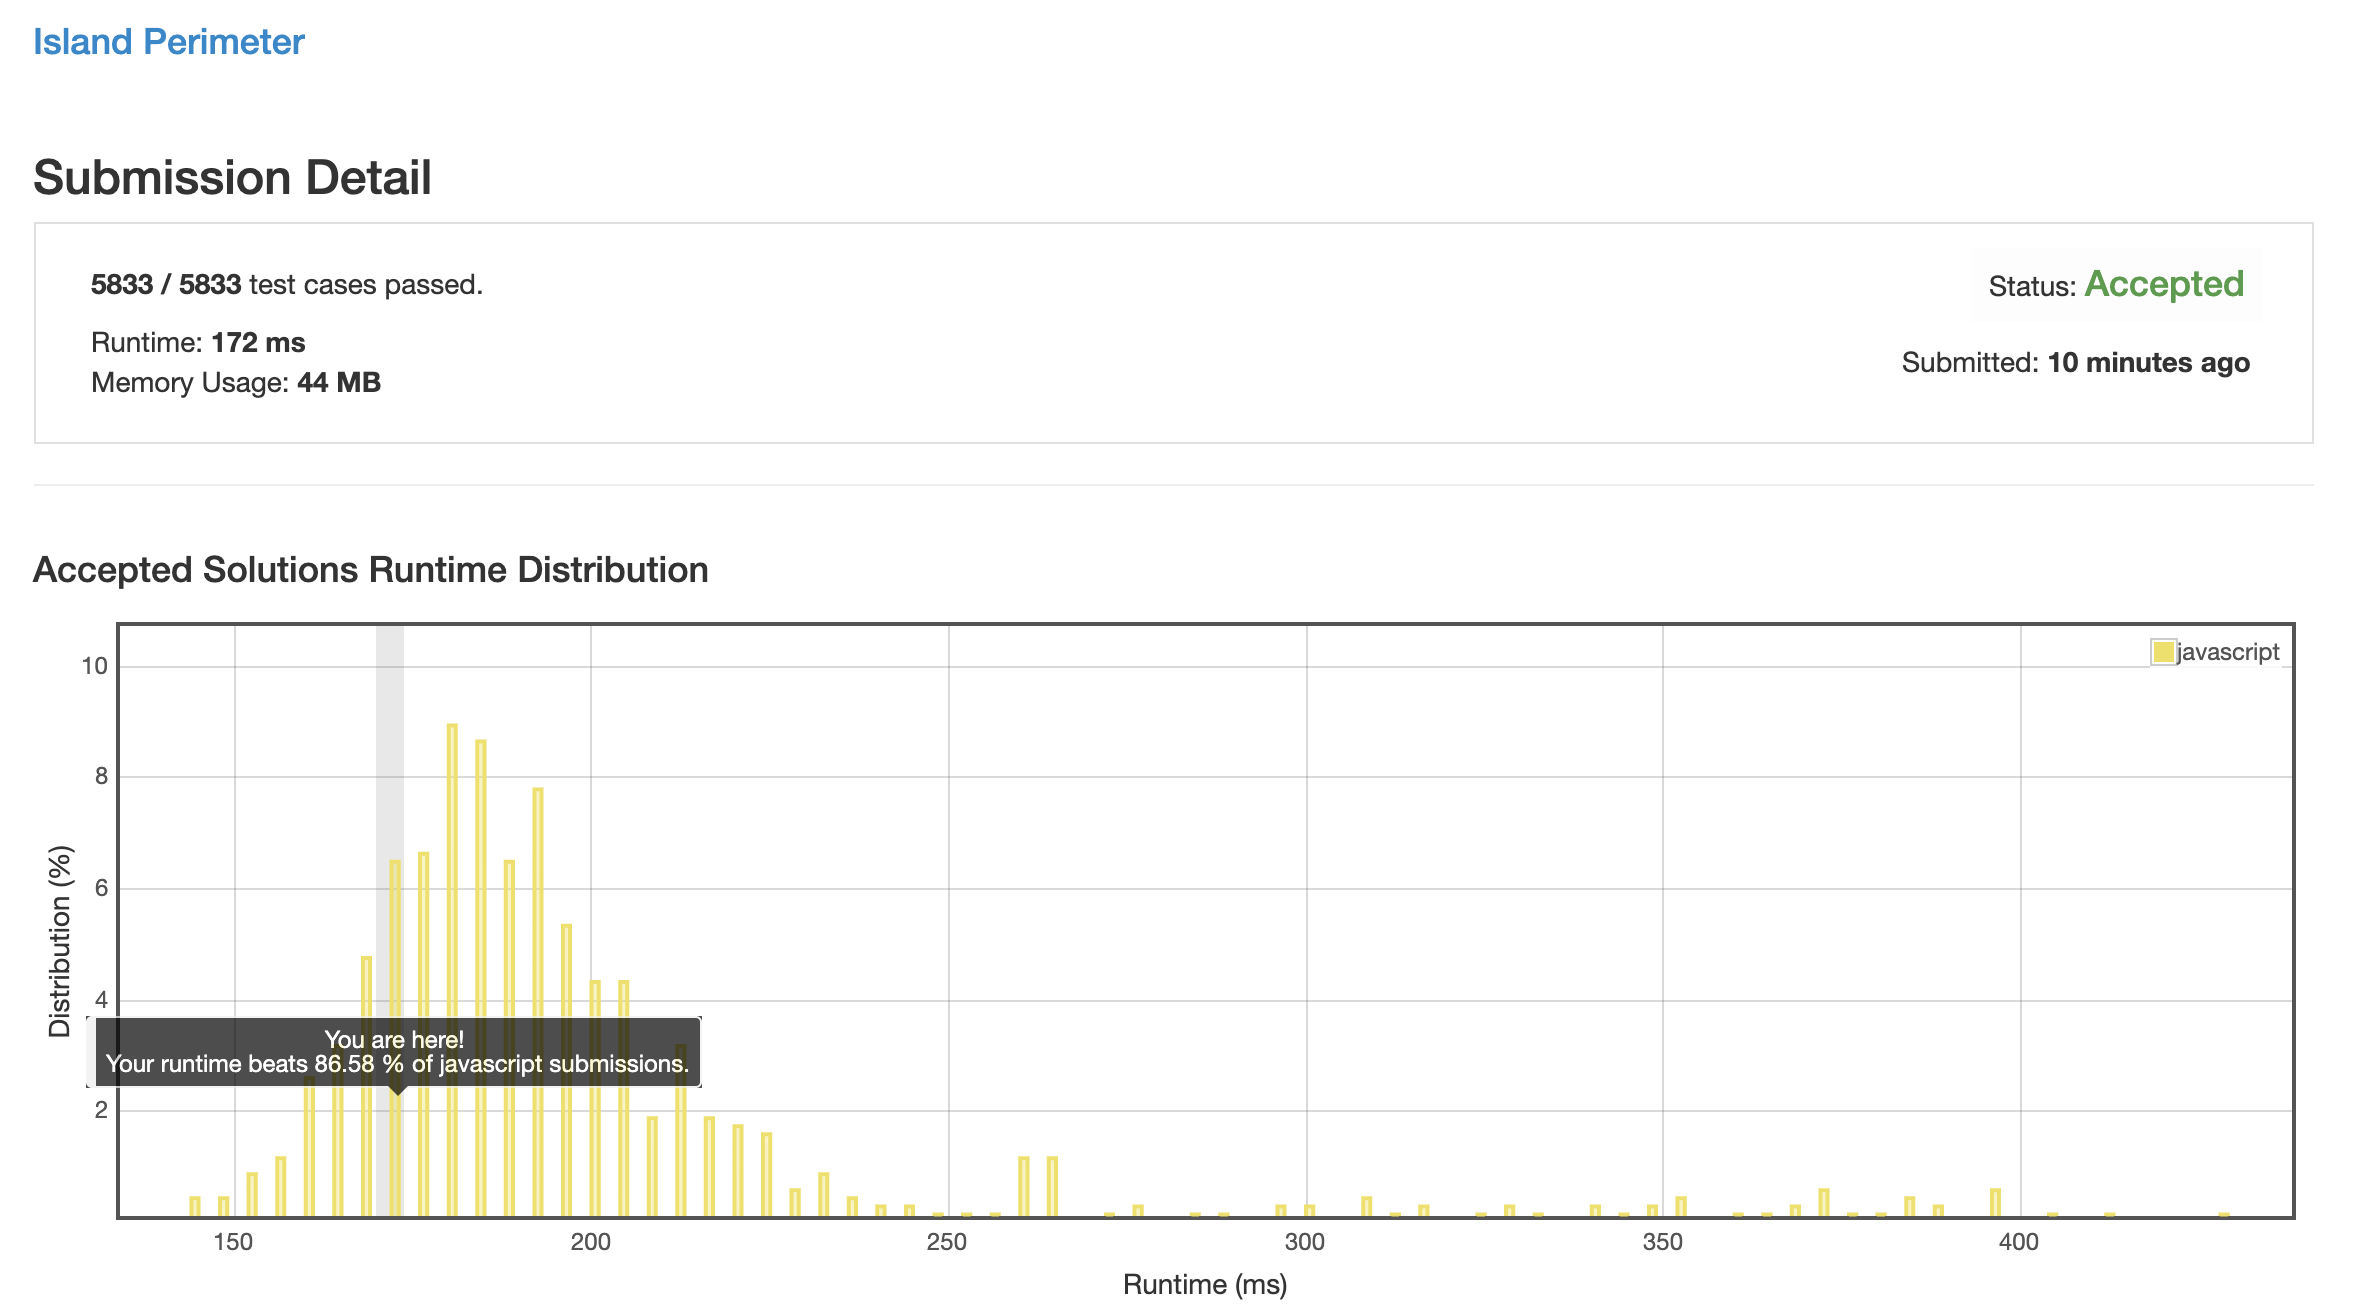 Island Perimeter
Submission Detail
5833 / 5833 test cases passed.
Status: Accepted
Runtime: 172 ms
Memory Usage: 44 MB
Submitted: 10 minutes ago
Accepted Solutions Runtime Distribution
javascript
10
8
6
4
2
Distribution (%)
You are here!
Your runtime beats 86.58 % of javascript submissions.
150 200 250 300 350 400
Runtime (ms)